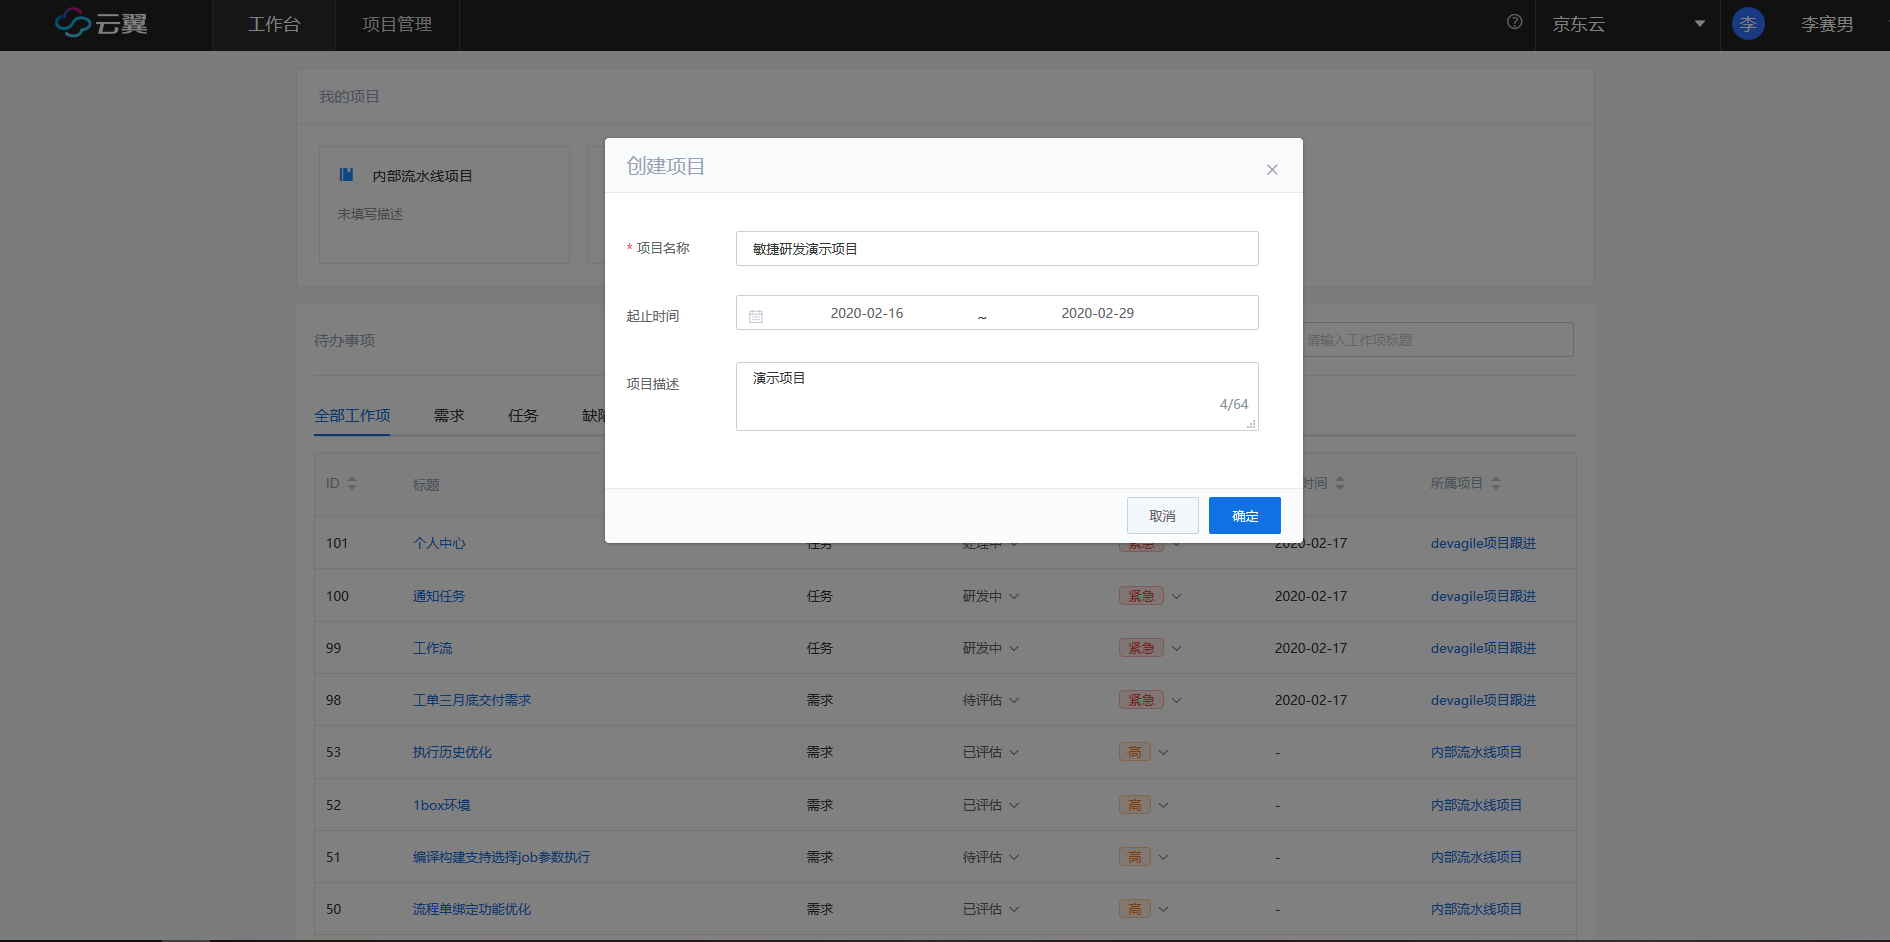 云翼 工作台 项目管理 京东云 李 李赛男
我的项目
内部流水线项目
未填写描述
创建项目
* 项目名称 敏捷研发演示项目
起止时间 2020-02-16 ~ 2020-02-29
项目描述 演示项目
4/64
取消 确定
待办事项 请输入工作项标题
全部工作项 需求 任务
ID 标题 时间 所属项目
101 个人中心 任务 处理中 紧急 2020-02-17 devagile项目跟进
100 通知任务 任务 研发中 紧急 2020-02-17 devagile项目跟进
99 工作流 任务 研发中 紧急 2020-02-17 devagile项目跟进
98 工单三月底交付需求 需求 待评估 紧急 2020-02-17 devagile项目跟进
53 执行历史优化 需求 已评估 高 - 内部流水线项目
52 1box环境 需求 已评估 高 - 内部流水线项目
51 编译构建支持选择job参数执行 需求 待评估 高 - 内部流水线项目
50 流程单绑定功能优化 需求 已评估 高 - 内部流水线项目